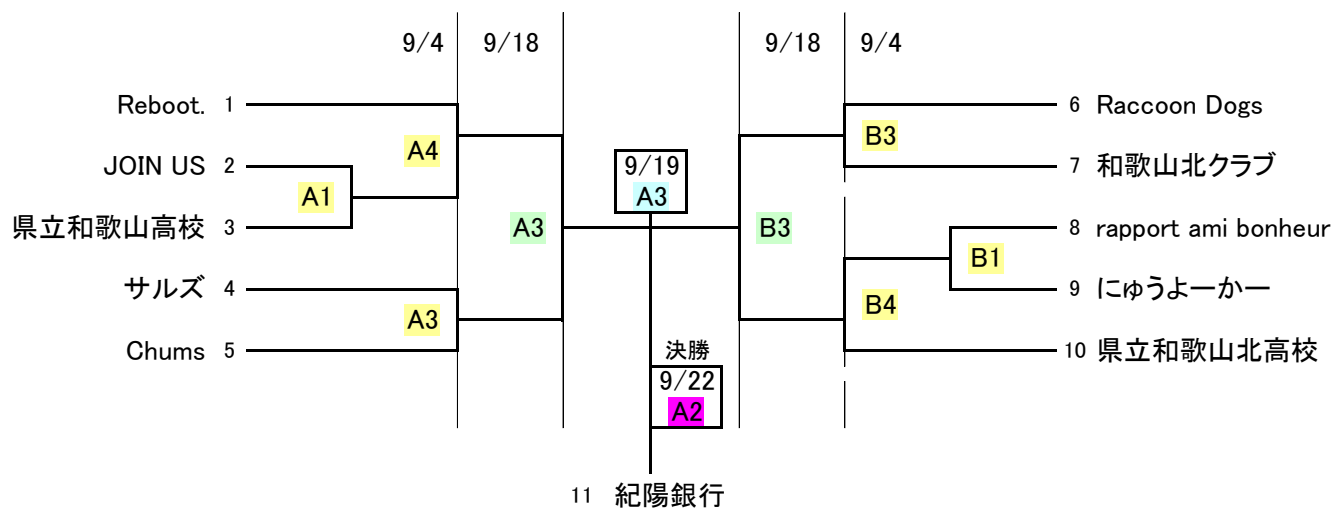 9/4 9/18 9/18 9/4
Reboot. 1
6 Raccoon Dogs
A4
B3
JOIN US 2
9/19
7 和歌山北クラブ
A1
A3
県立和歌山高校 3
A3
B3
8 rapport ami bonheur
B1
サルズ 4
9 にゅうよーかー
A3
B4
Chums 5
決勝
10 県立和歌山北高校
9/22
A2
11 紀陽銀行